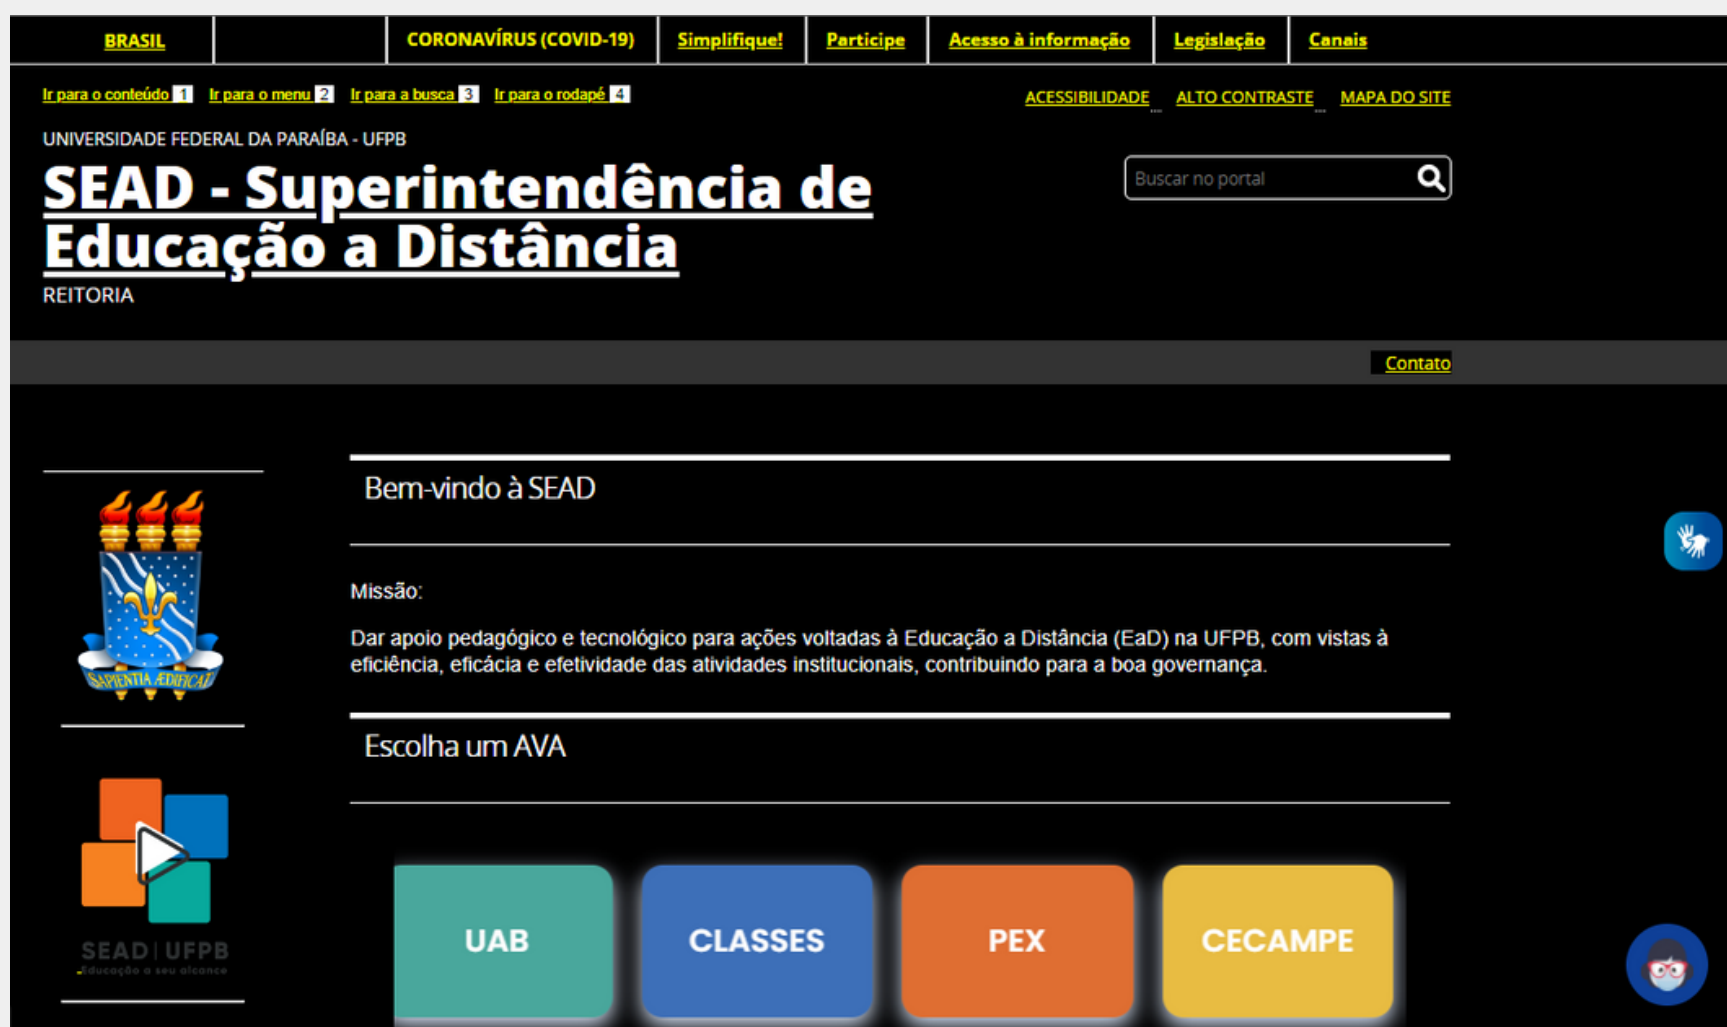 BRASIL CORONAVÍRUS (COVID-19) Simplifique! Participe Acesso à informação Legislação Canais
Ir para o conteúdo 1 Ir para o menu 2 Ir para a busca 3 Ir para o rodapé 4
ACESSIBILIDADE ALTO CONTRASTE MAPA DO SITE
UNIVERSIDADE FEDERAL DA PARAÍBA - UFPB
SEAD - Superintendência de
Educação a Distância
REITORIA
Buscar no portal
Contato
SAPIENTIA ÆDIFICAT
SEAD | UFPB
Educação a seu alcance
Bem-vindo à SEAD
Missão:
Dar apoio pedagógico e tecnológico para ações voltadas à Educação a Distância (EaD) na UFPB, com vistas à
eficiência, eficácia e efetividade das atividades institucionais, contribuindo para a boa governança.
Escolha um AVA
UAB CLASSES PEX CECAMPE